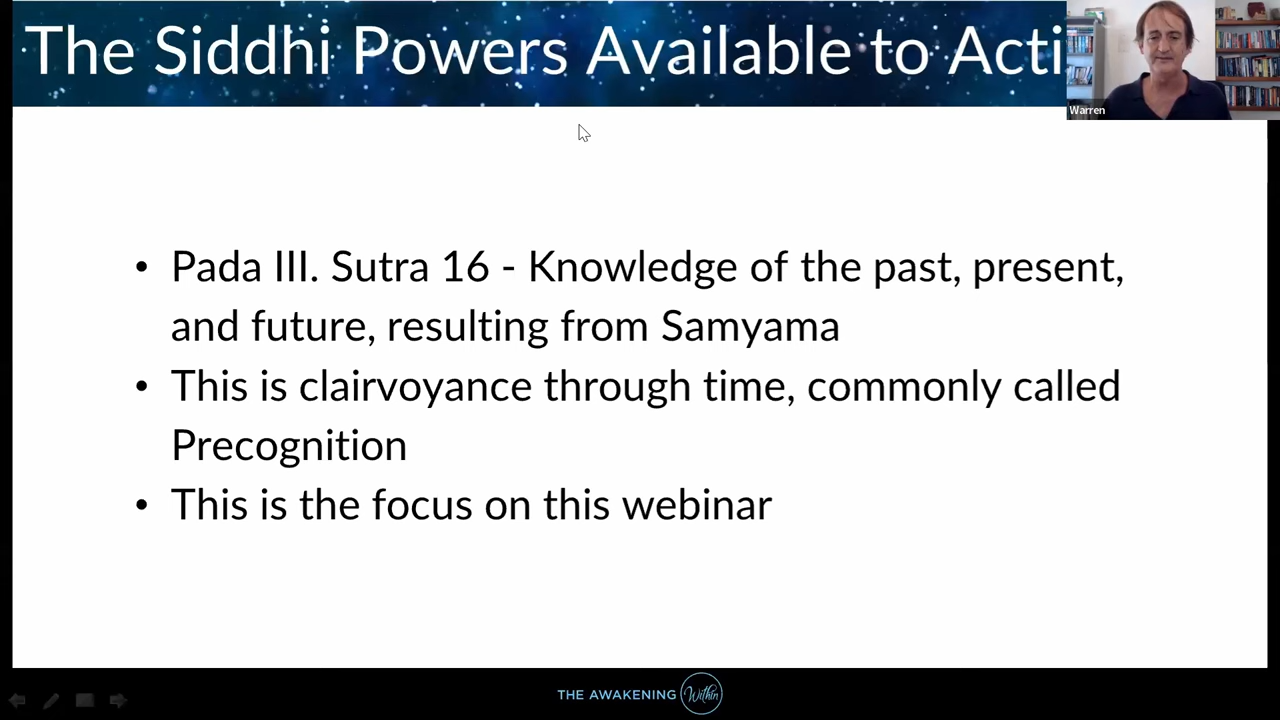 The Siddhi Powers Available to Acti
Warren
• Pada III. Sutra 16 - Knowledge of the past, present,
and future, resulting from Samyama
• This is clairvoyance through time, commonly called
Precognition
• This is the focus on this webinar
THE AWAKENING Within